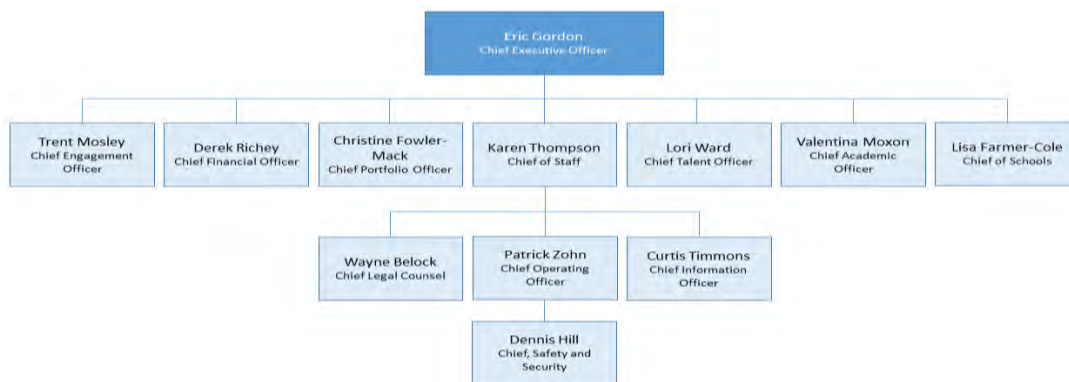 Eric Gordon
Chief Executive Officer
Trent Mosley
Chief Engagement
Officer
Derek Richey
Chief Financial Officer
Christine Fowler-
Mack
Chief Portfolio Officer
Karen Thompson
Chief of Staff
Lori Ward
Chief Talent Officer
Valentina Moxon
Chief Academic
Officer
Lisa Farmer-Cole
Chief of Schools
Wayne Belock
Chief Legal Counsel
Patrick Zohn
Chief Operating
Officer
Curtis Timmons
Chief Information
Officer
Dennis Hill
Chief, Safety and
Security